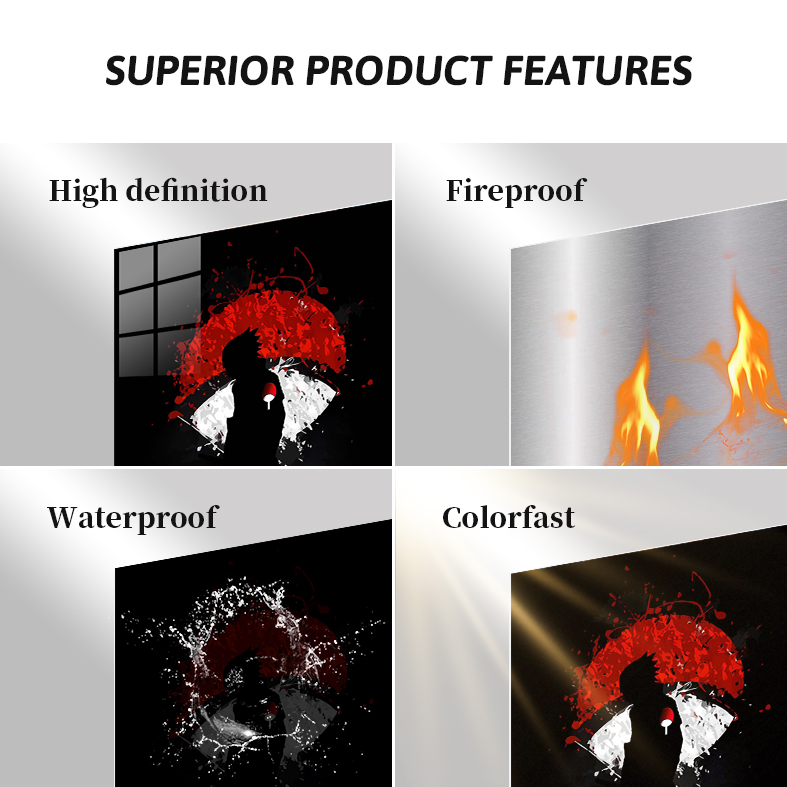 SUPERIOR PRODUCT FEATURES
High definition
Fireproof
Waterproof
Colorfast